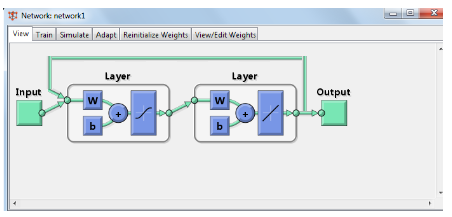 Network: network1
View Train Simulate Adapt Reinitialize Weights View/Edit Weights
Layer Layer
Input Output
W W
+ +
b b